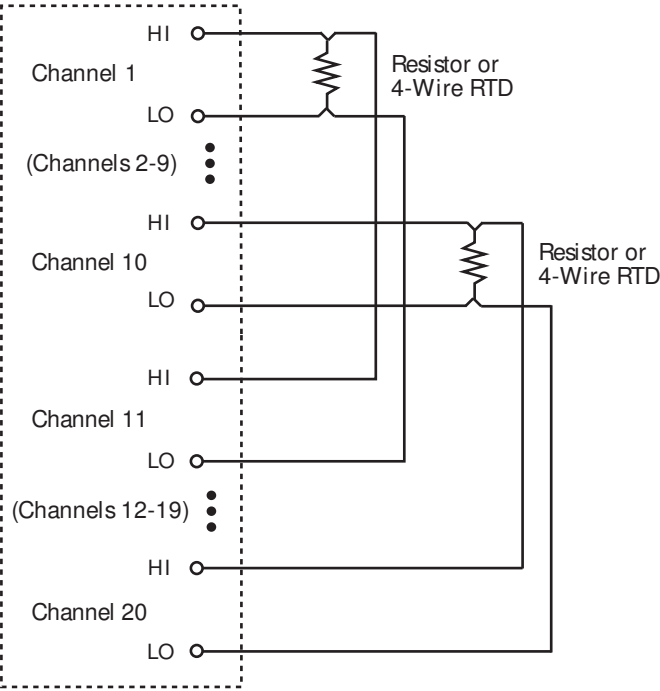 HI
Channel 1
Resistor or
4-Wire RTD
LO
(Channels 2-9)
HI
Channel 10
Resistor or
4-Wire RTD
LO
HI
Channel 11
LO
(Channels 12-19)
HI
Channel 20
LO